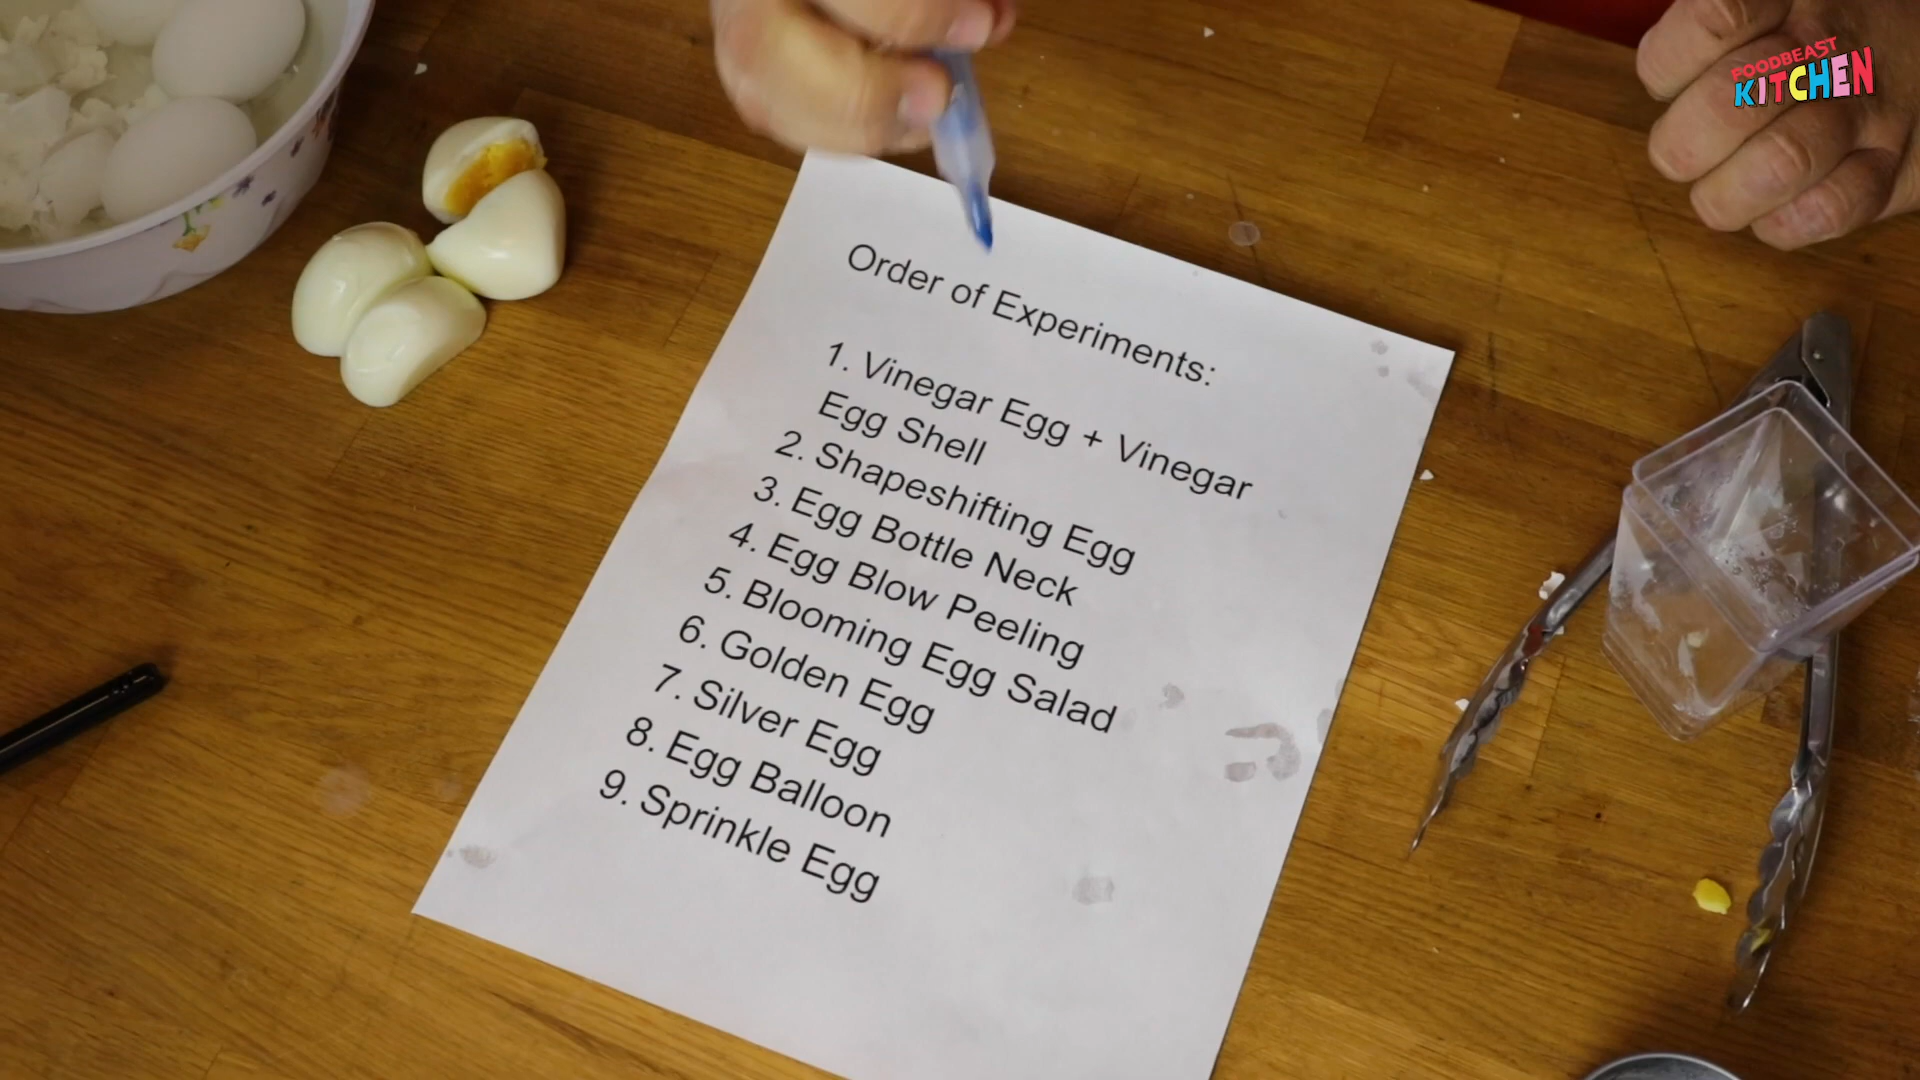 FOODBEAST
KITCHEN
Order of Experiments:
1. Vinegar Egg + Vinegar
Egg Shell
2. Shapeshifting Egg
3. Egg Bottle Neck
4. Egg Blow Peeling
5. Blooming Egg Salad
6. Golden Egg
7. Silver Egg
8. Egg Balloon
9. Sprinkle Egg